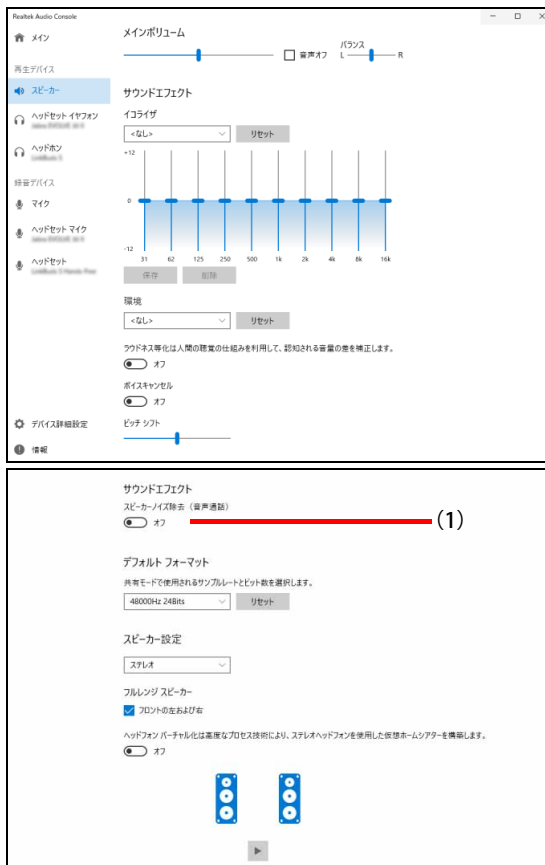 Realtek Audio Console
メイン
再生デバイス
スピーカー
ヘッドセット イヤフォン
ヘッドホン
録音デバイス
マイク
ヘッドセット マイク
ヘッドセット
デバイス詳細設定
情報
メインボリューム
音声オフ
バランス
L R
サウンドエフェクト
イコライザ
<なし> リセット
+12
0
-12
31 62 125 250 500 1k 2k 4k 8k 16k
保存 削除
環境
<なし> リセット
ラウドネス等化は人間の聴覚の仕組みを利用して、認知される音量の差を補正します。
オフ
ボイスキャンセル
オフ
ピッチ シフト
サウンドエフェクト
スピーカーノイズ除去（音声通話）
オフ
(1)
デフォルト フォーマット
共有モードで使用されるサンプルレートとビット数を選択します。
48000Hz 24Bits リセット
スピーカー設定
ステレオ
フルレンジ スピーカー
フロントの左および右
ヘッドフォン バーチャル化は高度なプロセス技術により、ステレオヘッドフォンを使用した仮想ホームシアターを構築します。
オフ